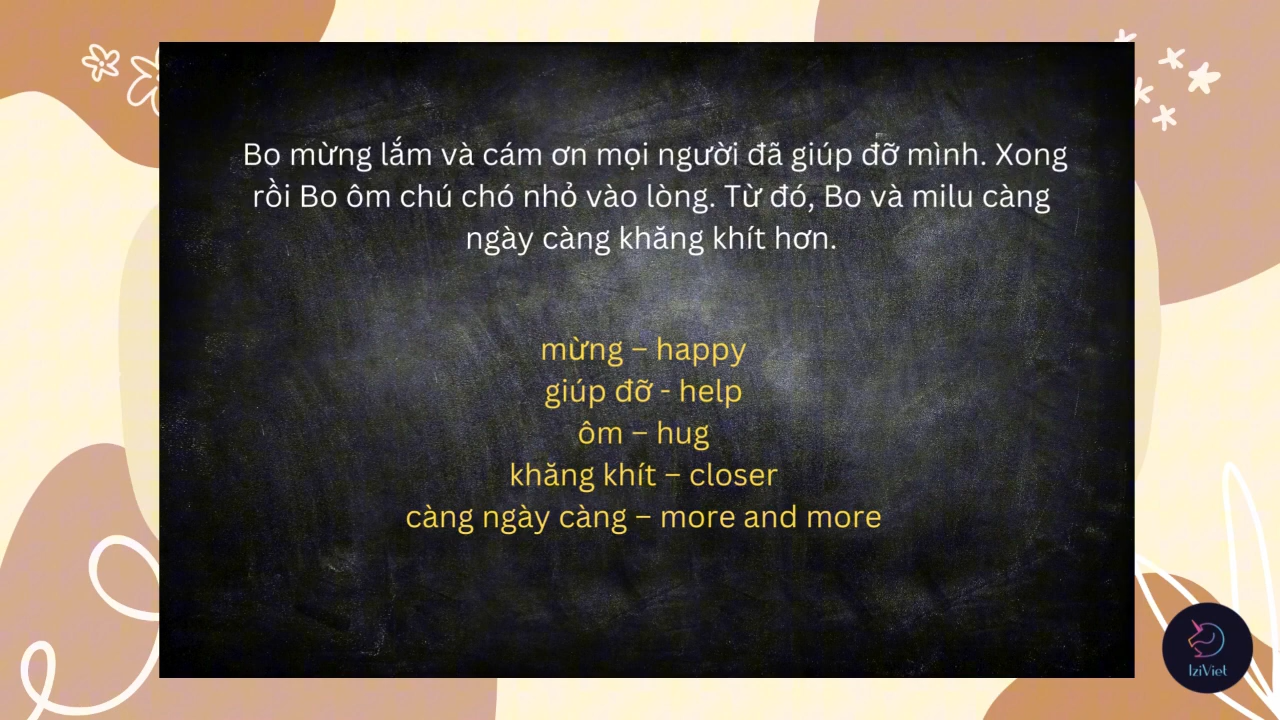 Bo mừng lắm và cám ơn mọi người đã giúp đỡ mình. Xong
rồi Bo ôm chú chó nhỏ vào lòng. Từ đó, Bo và milu càng
ngày càng khăng khít hơn.
mừng – happy
giúp đỡ - help
ôm – hug
khăng khít – closer
càng ngày càng – more and more
IziViet